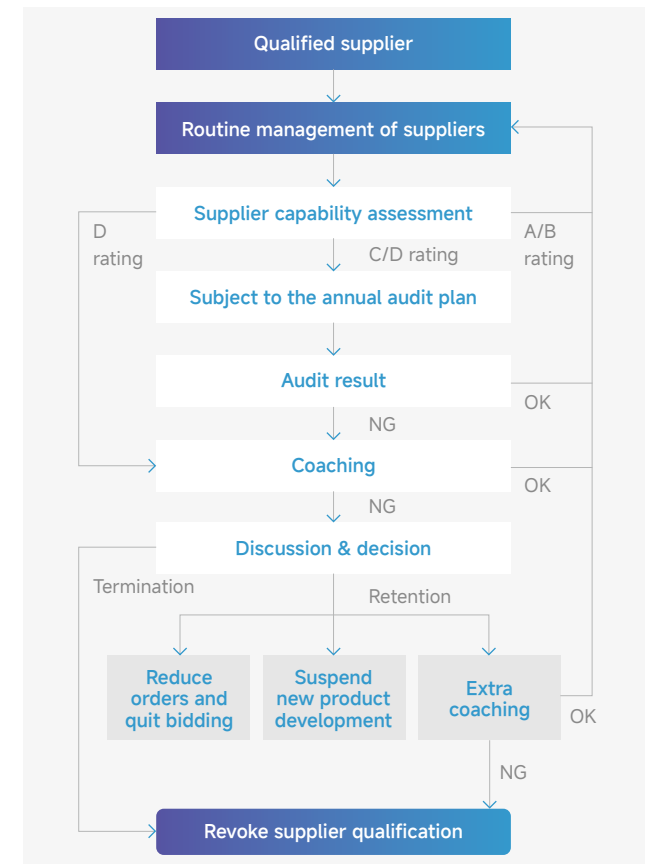 Qualified supplier
Routine management of suppliers
Supplier capability assessment
D
rating
A/B
rating
C/D rating
Subject to the annual audit plan
Audit result
OK
NG
Coaching
OK
NG
Discussion & decision
Termination
Retention
Reduce
orders and
quit bidding
Suspend
new product
development
Extra
coaching
OK
NG
Revoke supplier qualification